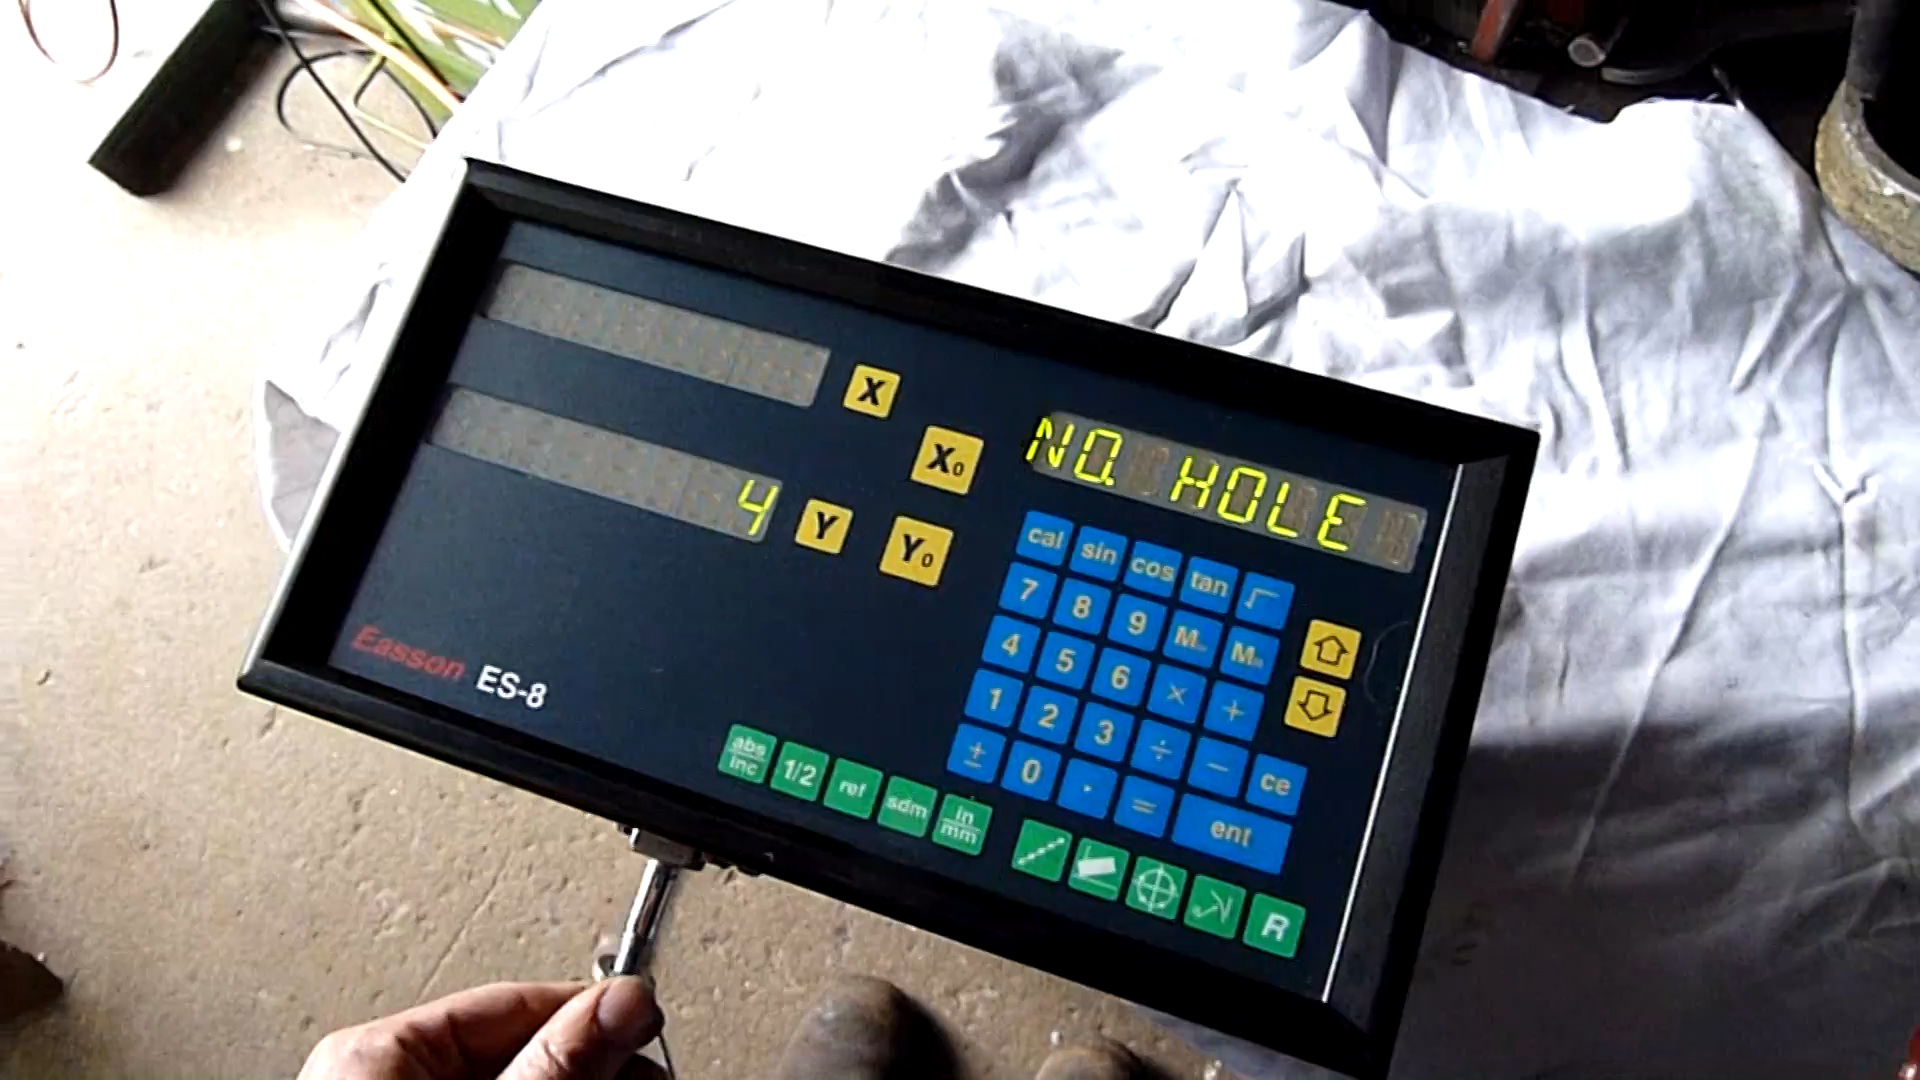 X
NO. HOLE
X0
4
Y
Y0
cal sin cos tan √
7 8 9 M M
4 5 6 × +
1 2 3 ÷ − ce
± 0 . = ent
Easson ES-8
abs/inc 1/2 ref sdm in/mm
R